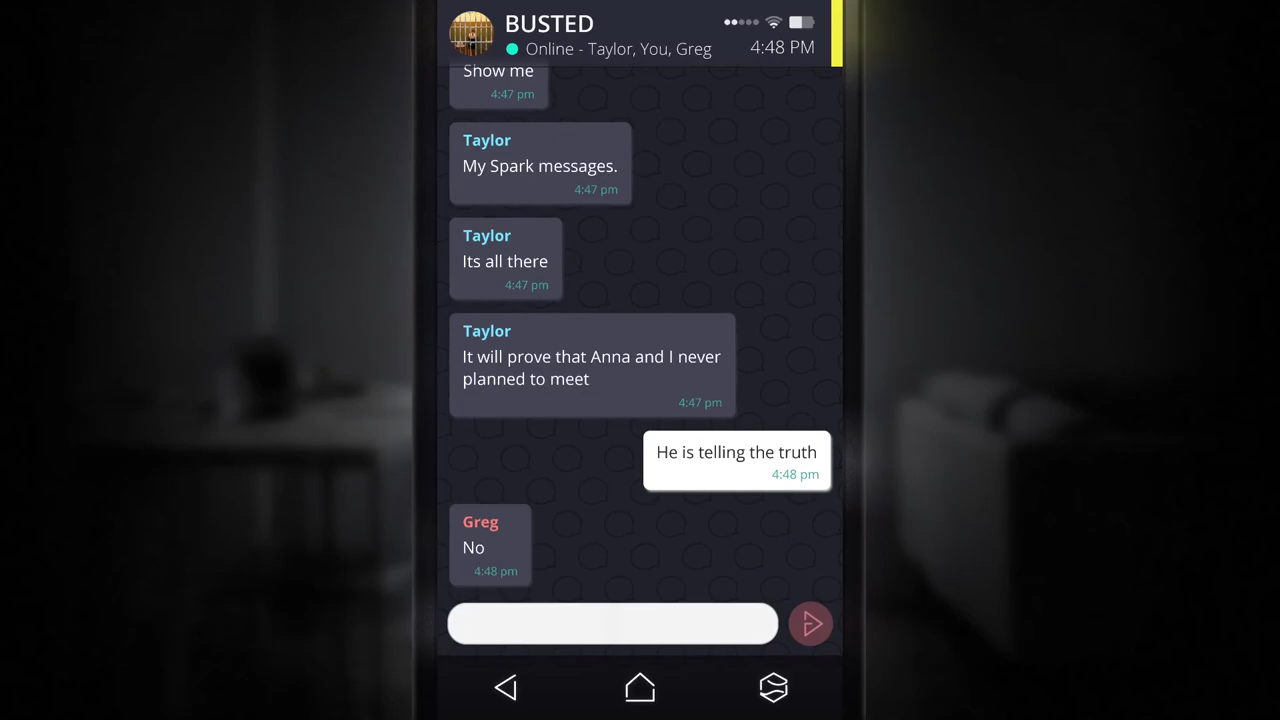 BUSTED
Online - Taylor, You, Greg
4:48 PM
Show me
4:47 pm
Taylor
My Spark messages.
4:47 pm
Taylor
Its all there
4:47 pm
Taylor
It will prove that Anna and I never
planned to meet
4:47 pm
He is telling the truth
4:48 pm
Greg
No
4:48 pm